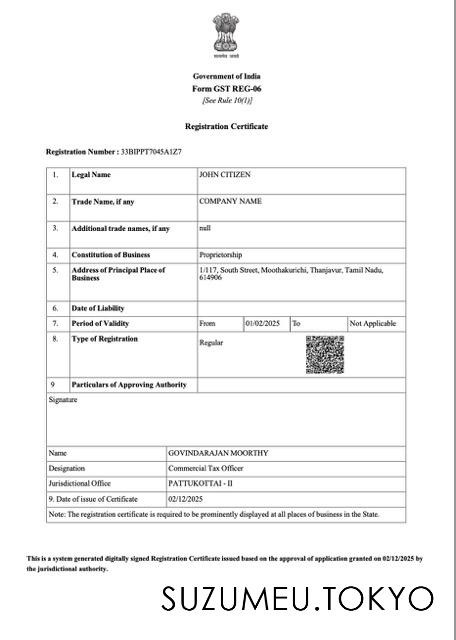 Government of India
Form GST REG-06
[See Rule 10(1)]
Registration Certificate
Registration Number : 33BIPPT7045A1Z7
1. Legal Name JOHN CITIZEN
2. Trade Name, if any COMPANY NAME
3. Additional trade names, if any null
4. Constitution of Business Proprietorship
5. Address of Principal Place of Business 1/117, South Street, Moothakurichi, Thanjavur, Tamil Nadu, 614906
6. Date of Liability
7. Period of Validity From 01/02/2025 To Not Applicable
8. Type of Registration Regular
9 Particulars of Approving Authority
Signature
Name GOVINDARAJAN MOORTHY
Designation Commercial Tax Officer
Jurisdictional Office PATTUKOTTAI - II
9. Date of issue of Certificate 02/12/2025
Note: The registration certificate is required to be prominently displayed at all places of business in the State.
This is a system generated digitally signed Registration Certificate issued based on the approval of application granted on 02/12/2025 by
the jurisdictional authority.
SUZUMEU.TOKYO